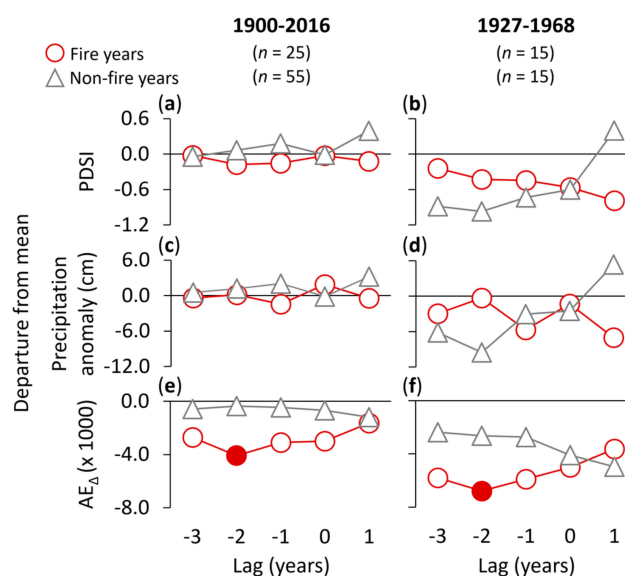 1900-2016 1927-1968
Fire years (n = 25) (n = 15)
Non-fire years (n = 55) (n = 15)
(a) (b)
0.6
0.0
-0.6
-1.2
PDSI
(c) (d)
6.0
0.0
-6.0
-12.0
Precipitation
anomaly (cm)
Departure from mean
(e) (f)
0.0
-4.0
-8.0
AEΔ (x 1000)
-3 -2 -1 0 1 -3 -2 -1 0 1
Lag (years) Lag (years)